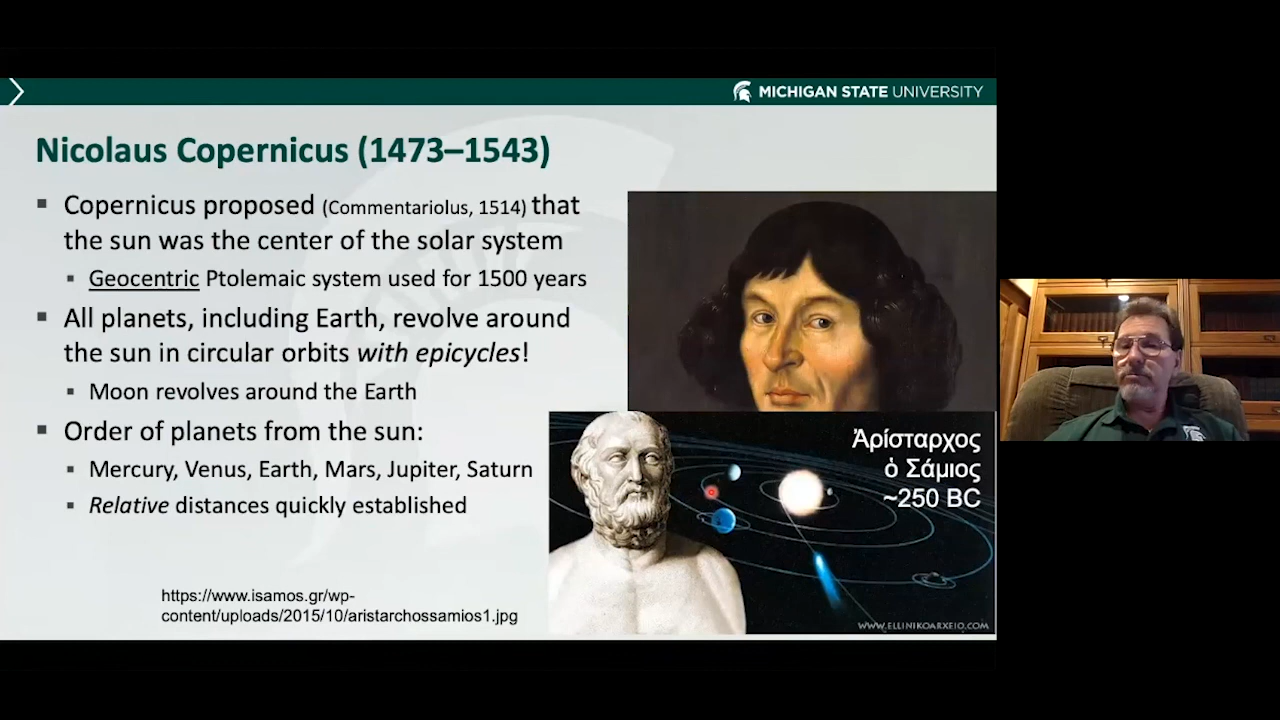 MICHIGAN STATE UNIVERSITY
Nicolaus Copernicus (1473–1543)
▪ Copernicus proposed (Commentariolus, 1514) that
the sun was the center of the solar system
▪ Geocentric Ptolemaic system used for 1500 years
▪ All planets, including Earth, revolve around
the sun in circular orbits with epicycles!
▪ Moon revolves around the Earth
▪ Order of planets from the sun:
▪ Mercury, Venus, Earth, Mars, Jupiter, Saturn
▪ Relative distances quickly established
Ἀρίσταρχος
ὁ Σάμιος
~250 BC
WWW.ELLINIKOARXEIO.COM
https://www.isamos.gr/wp-
content/uploads/2015/10/aristarchossamios1.jpg